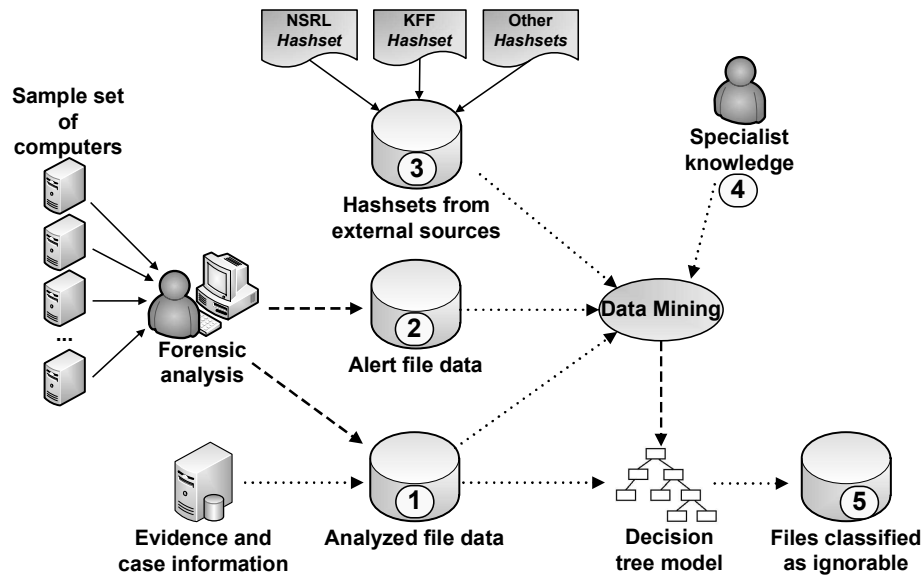 NSRL
Hashset
KFF
Hashset
Other
Hashsets
Sample set
of
computers
3
Hashsets from
external sources
Specialist
knowledge
4
...
Forensic
analysis
2
Alert file data
Data Mining
Evidence and
case information
1
Analyzed file data
Decision
tree model
5
Files classified
as ignorable